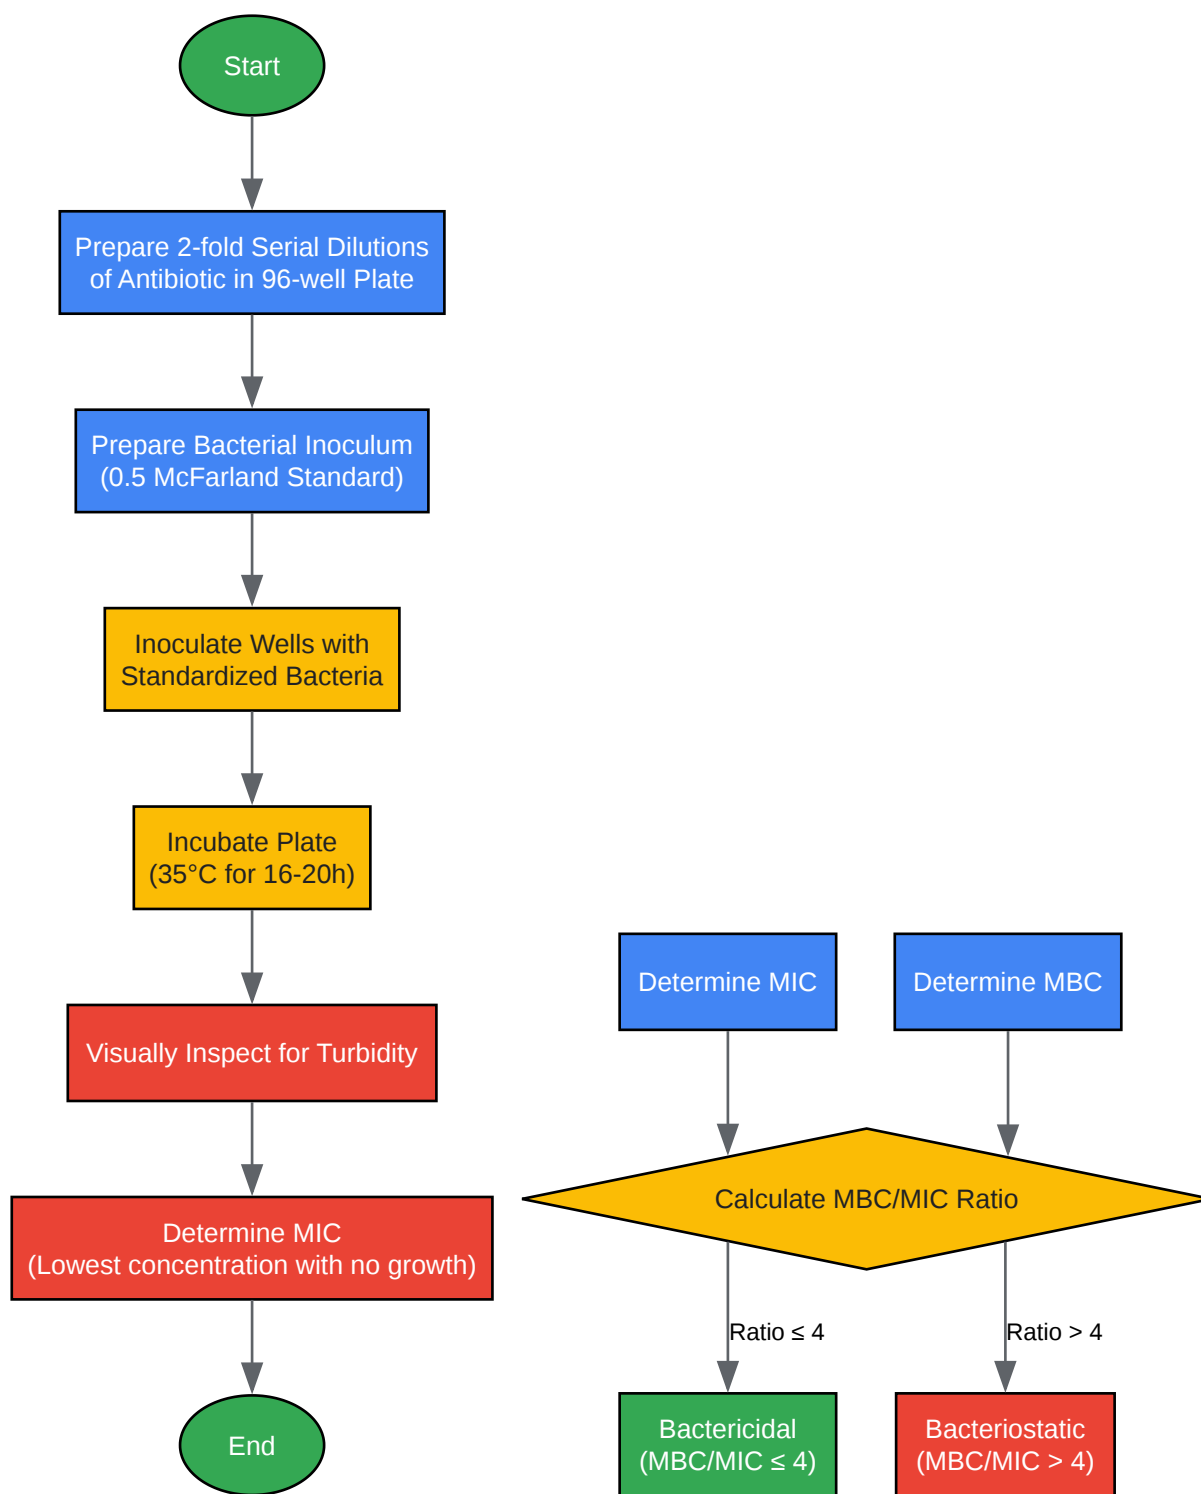 Start
Prepare 2-fold Serial Dilutions
of Antibiotic in 96-well Plate
Prepare Bacterial Inoculum
(0.5 McFarland Standard)
Inoculate Wells with
Standardized Bacteria
Incubate Plate
(35°C for 16-20h)
Visually Inspect for Turbidity
Determine MIC
(Lowest concentration with no growth)
End
Determine MIC
Determine MBC
Calculate MBC/MIC Ratio
Ratio ≤ 4
Ratio > 4
Bactericidal
(MBC/MIC ≤ 4)
Bacteriostatic
(MBC/MIC > 4)